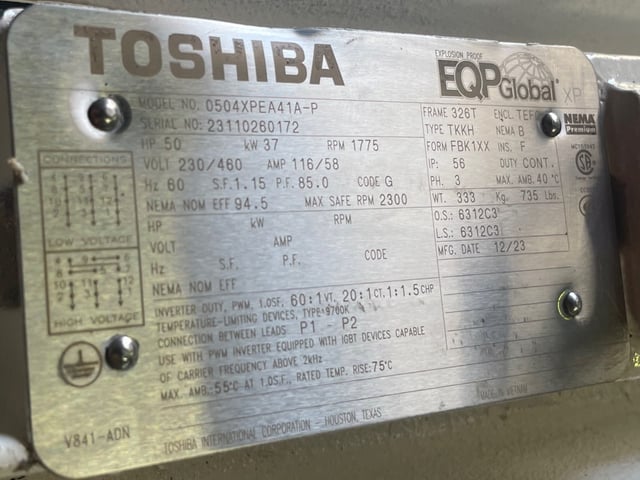 TOSHIBA
EXPLOSION PROOF
EQP Global XP
MODEL NO. 0504XPEA41A-P
SERIAL NO: 23110260172
HP 50 kW 37 RPM 1775
VOLT 230/460 AMP 116/58
Hz 60 S.F. 1.15 P.F. 85.0 CODE G
NEMA NOM EFF 94.5 MAX SAFE RPM 2300
HP kW RPM
VOLT AMP
Hz S.F. P.F. CODE
NEMA NOM EFF
INVERTER DUTY, PWM, 1.0SF, 60:1VT, 20:1CT, 1:1.5CHP
TEMPERATURE-LIMITING DEVICES, TYPE-9700K
CONNECTION BETWEEN LEADS P1 P2
USE WITH PWM INVERTER EQUIPPED WITH IGBT DEVICES CAPABLE
OF CARRIER FREQUENCY ABOVE 2kHz
MAX. AMB. 55°C AT 1.0S.F., RATED TEMP. RISE: 75°C
FRAME 326T ENCL. TEFC
TYPE TKKH NEMA B
FORM FBK1XX INS. F
IP: 56 DUTY CONT.
PH. 3 MAX. AMB. 40°C
WT. 333 Kg. 735 Lbs.
O.S.: 6312C3
L.S.: 6312C3
MFG. DATE 12/23
NEMA
Premium
CONNECTIONS
LOW VOLTAGE
HIGH VOLTAGE
V841-ADN
TOSHIBA INTERNATIONAL CORPORATION - HOUSTON, TEXAS
MADE IN VIETNAM